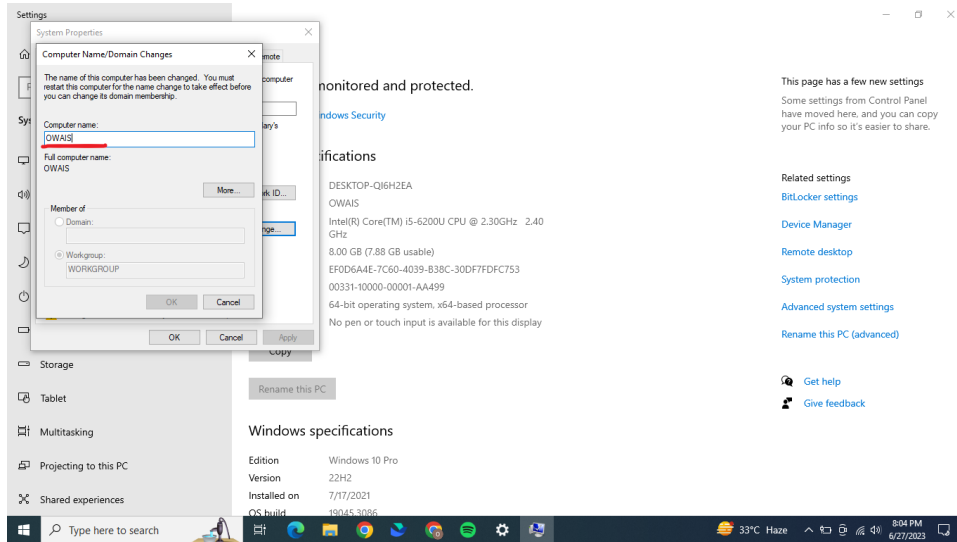 Settings
System Properties
Computer Name/Domain Changes
The name of this computer has been changed. You must
restart this computer for the name change to take effect before
you can change its domain membership.
Computer name:
OWAIS
Full computer name:
OWAIS
More...
Member of
Domain:
Workgroup:
WORKGROUP
OK Cancel
computer
OK Cancel Apply
Storage
Tablet
Multitasking
Projecting to this PC
Shared experiences
monitored and protected.
DESKTOP-QI6H2EA
OWAIS
Intel(R) Core(TM) i5-6200U CPU @ 2.30GHz 2.40
GHz
8.00 GB (7.88 GB usable)
EF0D6A4E-7C60-4039-B38C-30DF7FDFC753
00331-10000-00001-AA499
64-bit operating system, x64-based processor
No pen or touch input is available for this display
Copy
Rename this PC
Windows specifications
Edition Windows 10 Pro
Version 22H2
Installed on 7/17/2021
OS build 19045.3086
This page has a few new settings
Some settings from Control Panel
have moved here, and you can copy
your PC info so it's easier to share.
Related settings
BitLocker settings
Device Manager
Remote desktop
System protection
Advanced system settings
Rename this PC (advanced)
Get help
Give feedback
Type here to search
33°C Haze
8:04 PM
6/27/2023